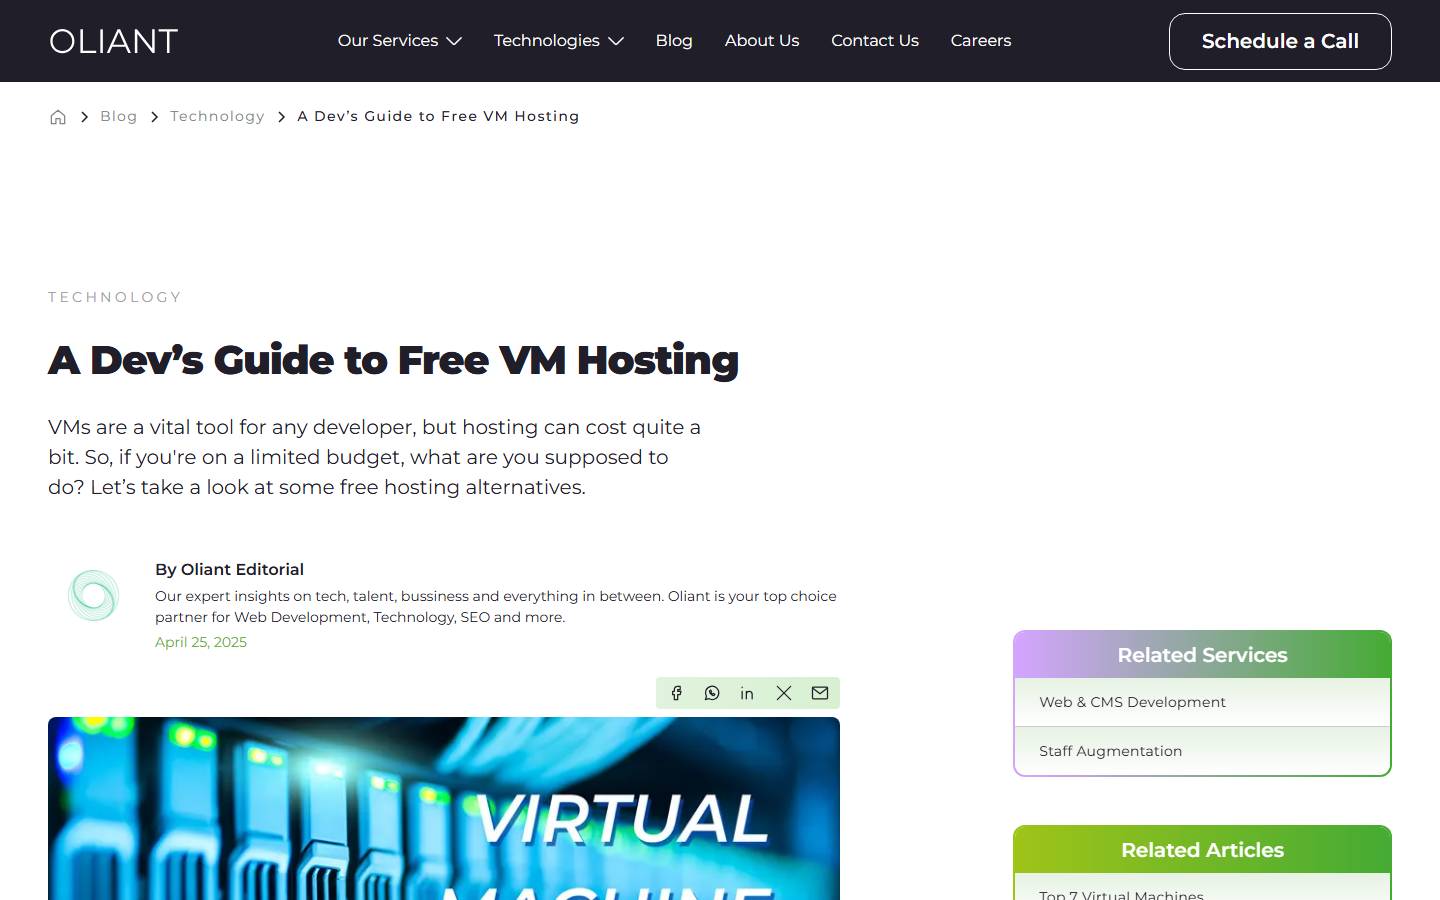 OLIANT
Our Services
Technologies
Blog
About Us
Contact Us
Careers
Schedule a Call
Blog
Technology
A Dev’s Guide to Free VM Hosting
TECHNOLOGY
A Dev’s Guide to Free VM Hosting
VMs are a vital tool for any developer, but hosting can cost quite a
bit. So, if you're on a limited budget, what are you supposed to
do? Let’s take a look at some free hosting alternatives.
By Oliant Editorial
Our expert insights on tech, talent, bussiness and everything in between. Oliant is your top choice
partner for Web Development, Technology, SEO and more.
April 25, 2025
VIRTUAL
MACHINE
Related Services
Web & CMS Development
Staff Augmentation
Related Articles
Top 7 Virtual Machines